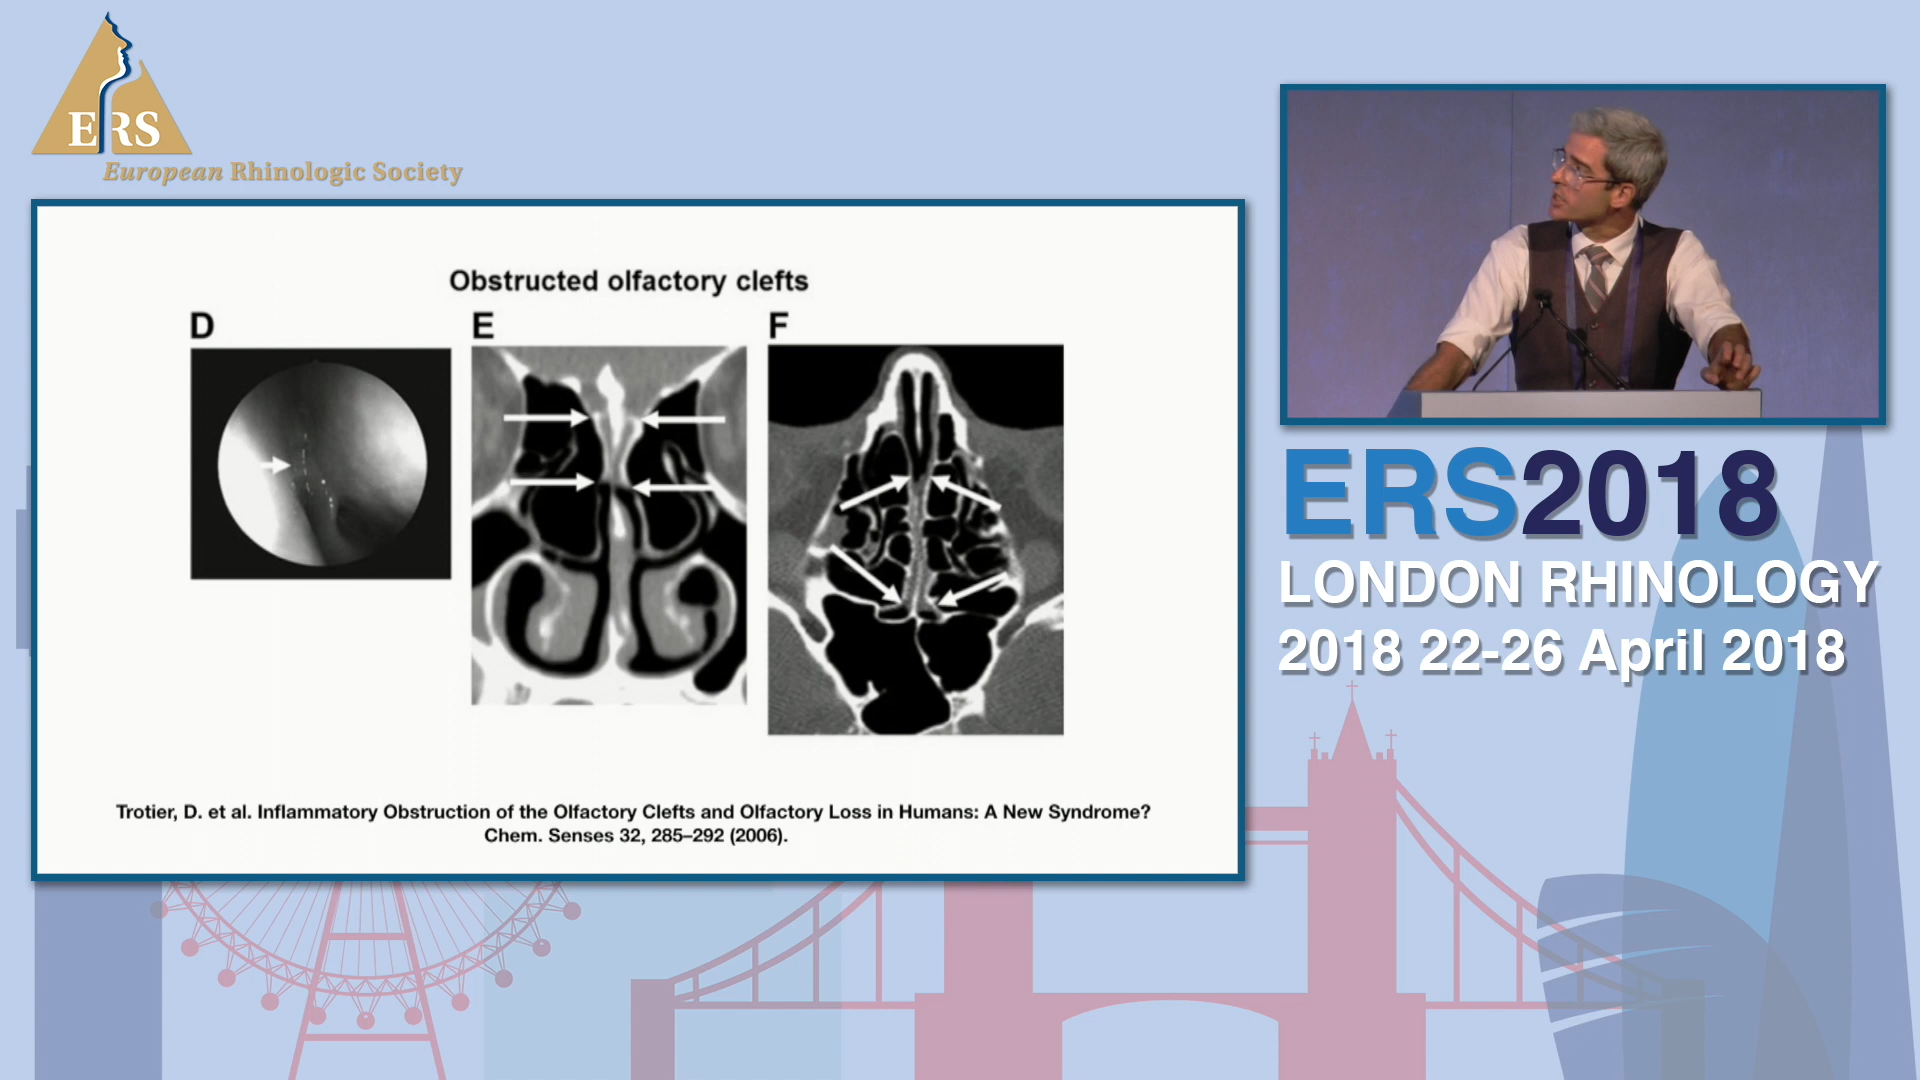 ERS
European Rhinologic Society
Obstructed olfactory clefts
D
E
F
Trotier, D. et al. Inflammatory Obstruction of the Olfactory Clefts and Olfactory Loss in Humans: A New Syndrome?
Chem. Senses 32, 285–292 (2006).
ERS2018
LONDON RHINOLOGY
2018 22-26 April 2018